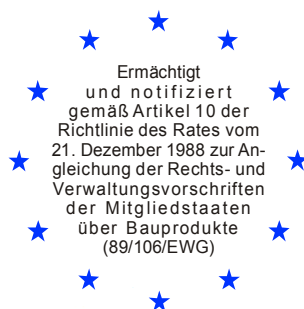 Ermächtigt
und notifiziert
gemäß Artikel 10 der
Richtlinie des Rates vom
21. Dezember 1988 zur An-
gleichung der Rechts- und
Verwaltungsvorschriften
der Mitgliedstaaten
über Bauprodukte
(89/106/EWG)